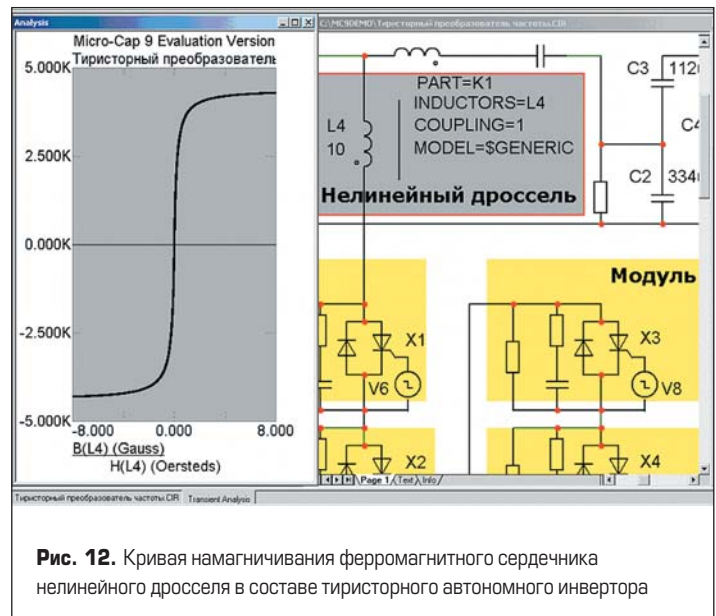 Analysis
Micro-Cap 9 Evaluation Version
Тиристорный преобразователь
5.000K
2.500K
0.000K
-2.500K
-5.000K
-8.000 0.000 8.000
B(L4) (Gauss)
H(L4) (Oersteds)
C:\MC9DEMO\Тиристорный преобразователь частоты.CIR
PART=K1
INDUCTORS=L4
COUPLING=1
MODEL=$GENERIC
L4
10
Нелинейный дроссель
C3
C2
Модуль
X1
V6
X3
V8
X2
X4
Page 1 Text Info
Тиристорный преобразователь частоты.CIR Transient Analysis
Рис. 12. Кривая намагничивания ферромагнитного сердечника
нелинейного дросселя в составе тиристорного автономного инвертора